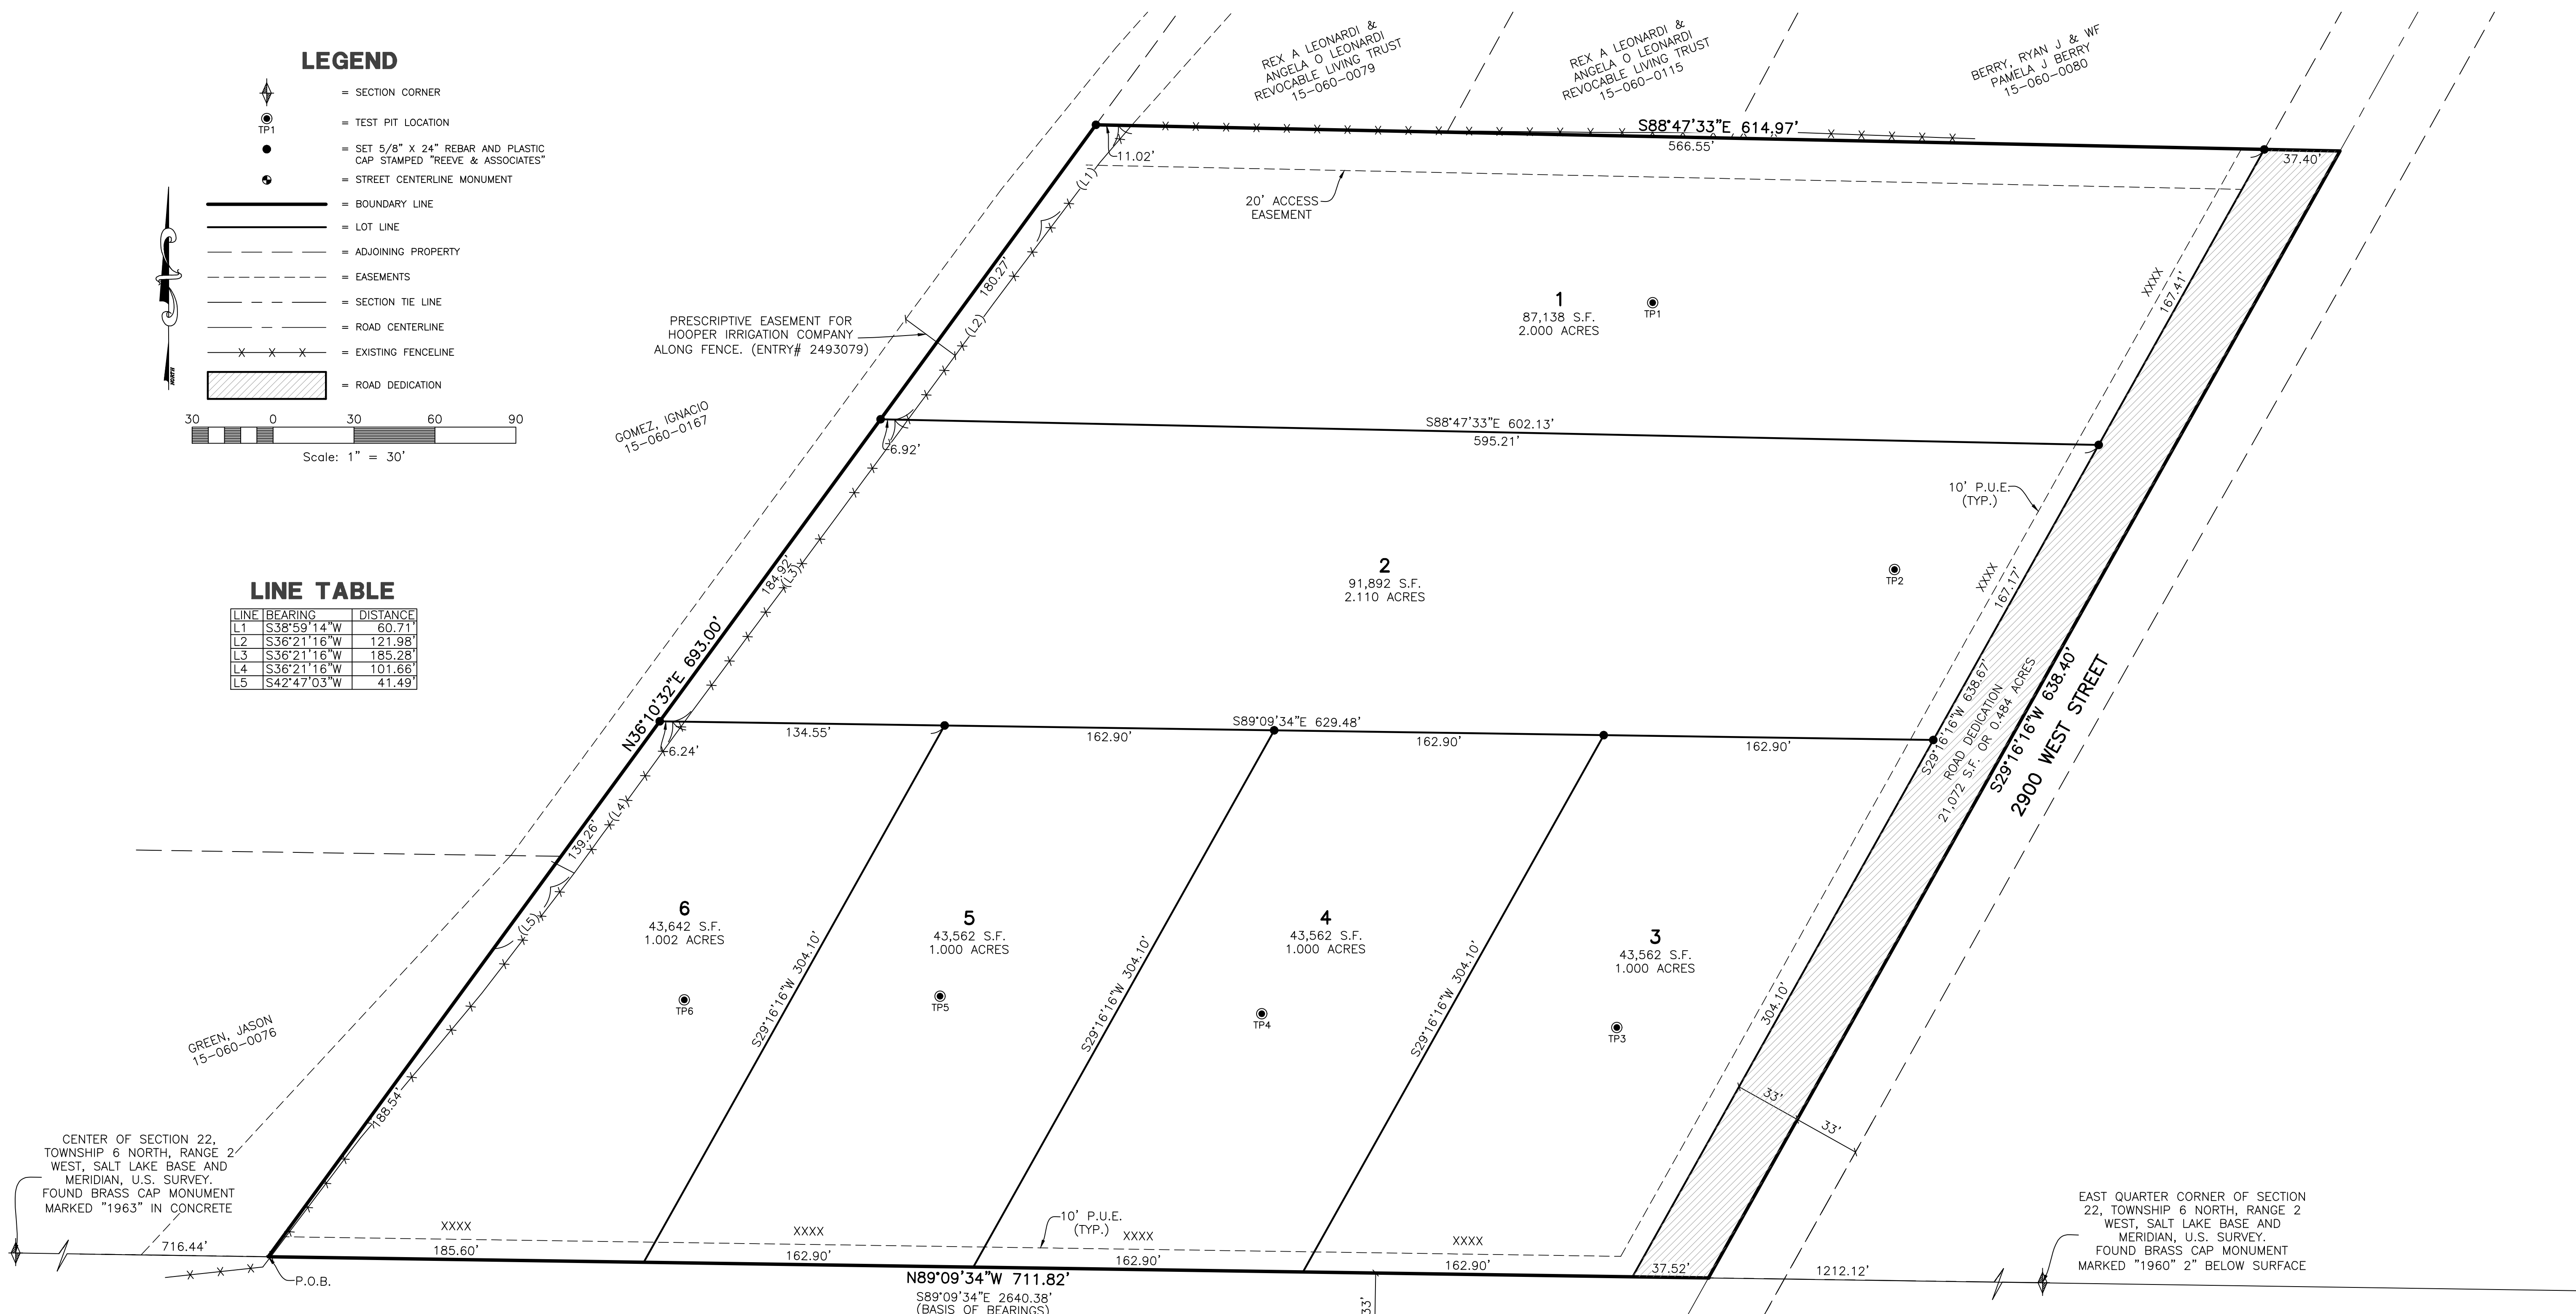 LEGEND
= SECTION CORNER
TP1
= TEST PIT LOCATION
= SET 5/8" X 24" REBAR AND PLASTIC
CAP STAMPED "REEVE & ASSOCIATES"
= STREET CENTERLINE MONUMENT
= BOUNDARY LINE
= LOT LINE
= ADJOINING PROPERTY
= EASEMENTS
= SECTION TIE LINE
= ROAD CENTERLINE
X X X
= EXISTING FENCELINE
= ROAD DEDICATION
NORTH
30 0 30 60 90
Scale: 1" = 30'
LINE TABLE
LINE BEARING DISTANCE
L1 S38°59'14"W 60.71'
L2 S36°21'16"W 121.98'
L3 S36°21'16"W 185.28'
L4 S36°21'16"W 101.66'
L5 S42°47'03"W 41.49'
REX A LEONARDI &
ANGELA O LEONARDI
REVOCABLE LIVING TRUST
15-060-0079
REX A LEONARDI &
ANGELA O LEONARDI
REVOCABLE LIVING TRUST
15-060-0115
BERRY, RYAN J & WF
PAMELA J BERRY
15-060-0080
S88°47'33"E 614.97'
566.55'
37.40'
11.02'
(L1)
20' ACCESS
EASEMENT
180.27'
(L2)
PRESCRIPTIVE EASEMENT FOR
HOOPER IRRIGATION COMPANY
ALONG FENCE. (ENTRY# 2493079)
1
87,138 S.F.
2.000 ACRES
TP1
XXXX
167.41'
GOMEZ, IGNACIO
15-060-0167
S88°47'33"E 602.13'
595.21'
6.92'
10' P.U.E.
(TYP.)
184.92'
(L3)
2
91,892 S.F.
2.110 ACRES
TP2
XXXX
167.17'
N36°10'32"E 693.00'
S29°16'16"W 638.67'
ROAD DEDICATION
21,072 S.F. OR 0.484 ACRES
S29°16'16"W 638.40'
2900 WEST STREET
S89°09'34"E 629.48'
134.55'
162.90'
162.90'
162.90'
6.24'
(L4)
139.26'
(L5)
6
43,642 S.F.
1.002 ACRES
TP6
S29°16'16"W 304.10'
5
43,562 S.F.
1.000 ACRES
TP5
S29°16'16"W 304.10'
4
43,562 S.F.
1.000 ACRES
TP4
S29°16'16"W 304.10'
3
43,562 S.F.
1.000 ACRES
TP3
304.10'
33'
33'
GREEN, JASON
15-060-0076
188.54'
CENTER OF SECTION 22,
TOWNSHIP 6 NORTH, RANGE 2
WEST, SALT LAKE BASE AND
MERIDIAN, U.S. SURVEY.
FOUND BRASS CAP MONUMENT
MARKED "1963" IN CONCRETE
EAST QUARTER CORNER OF SECTION
22, TOWNSHIP 6 NORTH, RANGE 2
WEST, SALT LAKE BASE AND
MERIDIAN, U.S. SURVEY.
FOUND BRASS CAP MONUMENT
MARKED "1960" 2" BELOW SURFACE
XXXX
XXXX
10' P.U.E.
(TYP.)
XXXX
XXXX
716.44'
185.60'
162.90'
162.90'
162.90'
37.52'
1212.12'
P.O.B.
N89°09'34"W 711.82'
S89°09'34"E 2640.38'
(BASIS OF BEARINGS)
33'